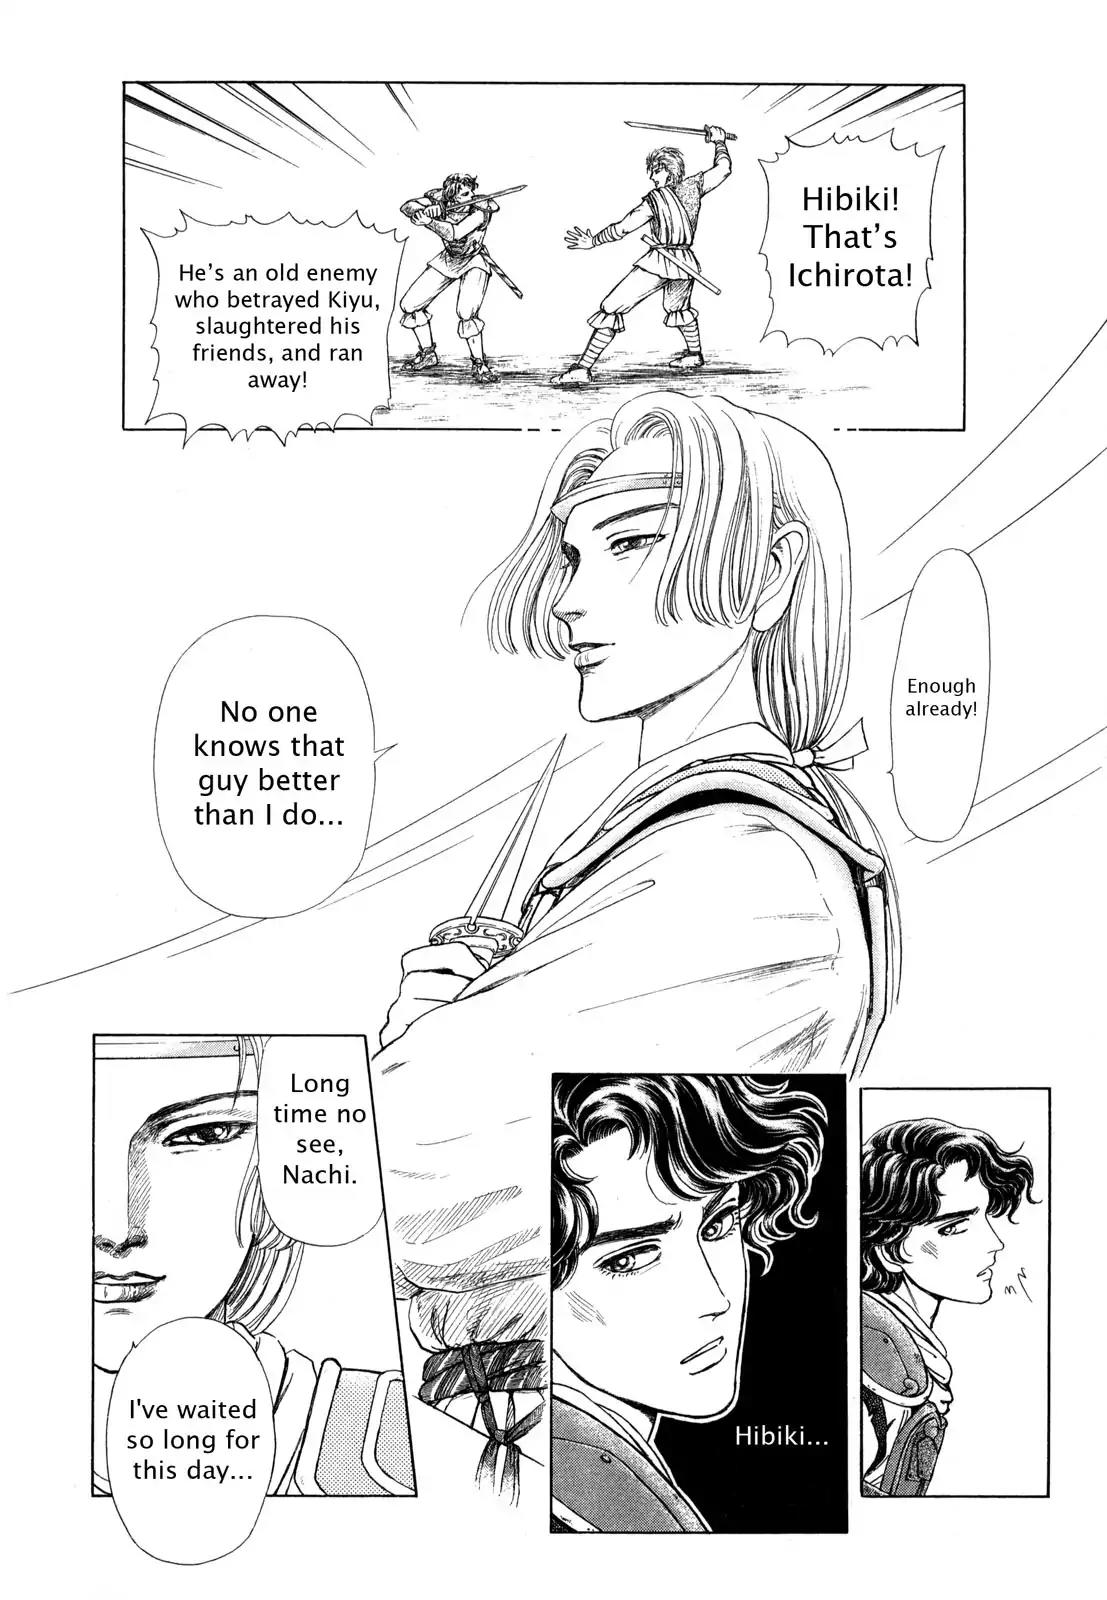 Hibiki!
That's
Ichirota!
He's an old enemy
who betrayed Kiyu,
slaughtered his
friends, and ran
away!
Enough
already!
No one
knows that
guy better
than I do...
Long
time no
see,
Nachi.
I've waited
so long for
this day...
Hibiki...